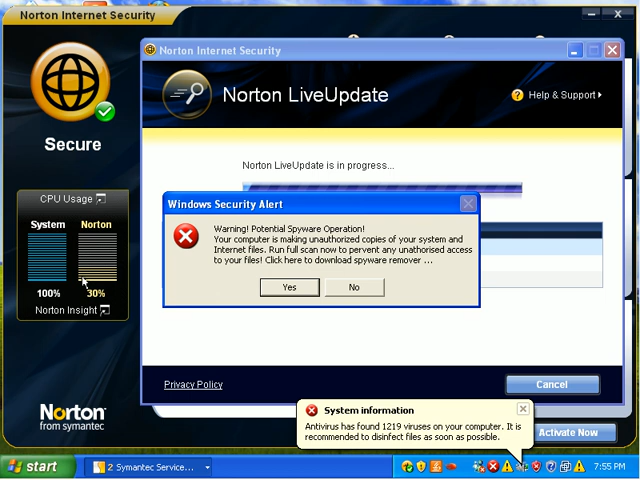 Norton Internet Security
Norton Internet Security
Norton LiveUpdate
Help & Support
Secure
Norton LiveUpdate is in progress...
CPU Usage
System Norton
100% 30%
Norton Insight
Windows Security Alert
Warning! Potential Spyware Operation!
Your computer is making unauthorized copies of your system and
Internet files. Run full scan now to pervent any unathorised access
to your files! Click here to download spyware remover ...
Yes No
Privacy Policy
Cancel
Norton
from symantec
System information
Antivirus has found 1219 viruses on your computer. It is
recommended to disinfect files as soon as possible.
Activate Now
start
2 Symantec Service...
7:55 PM